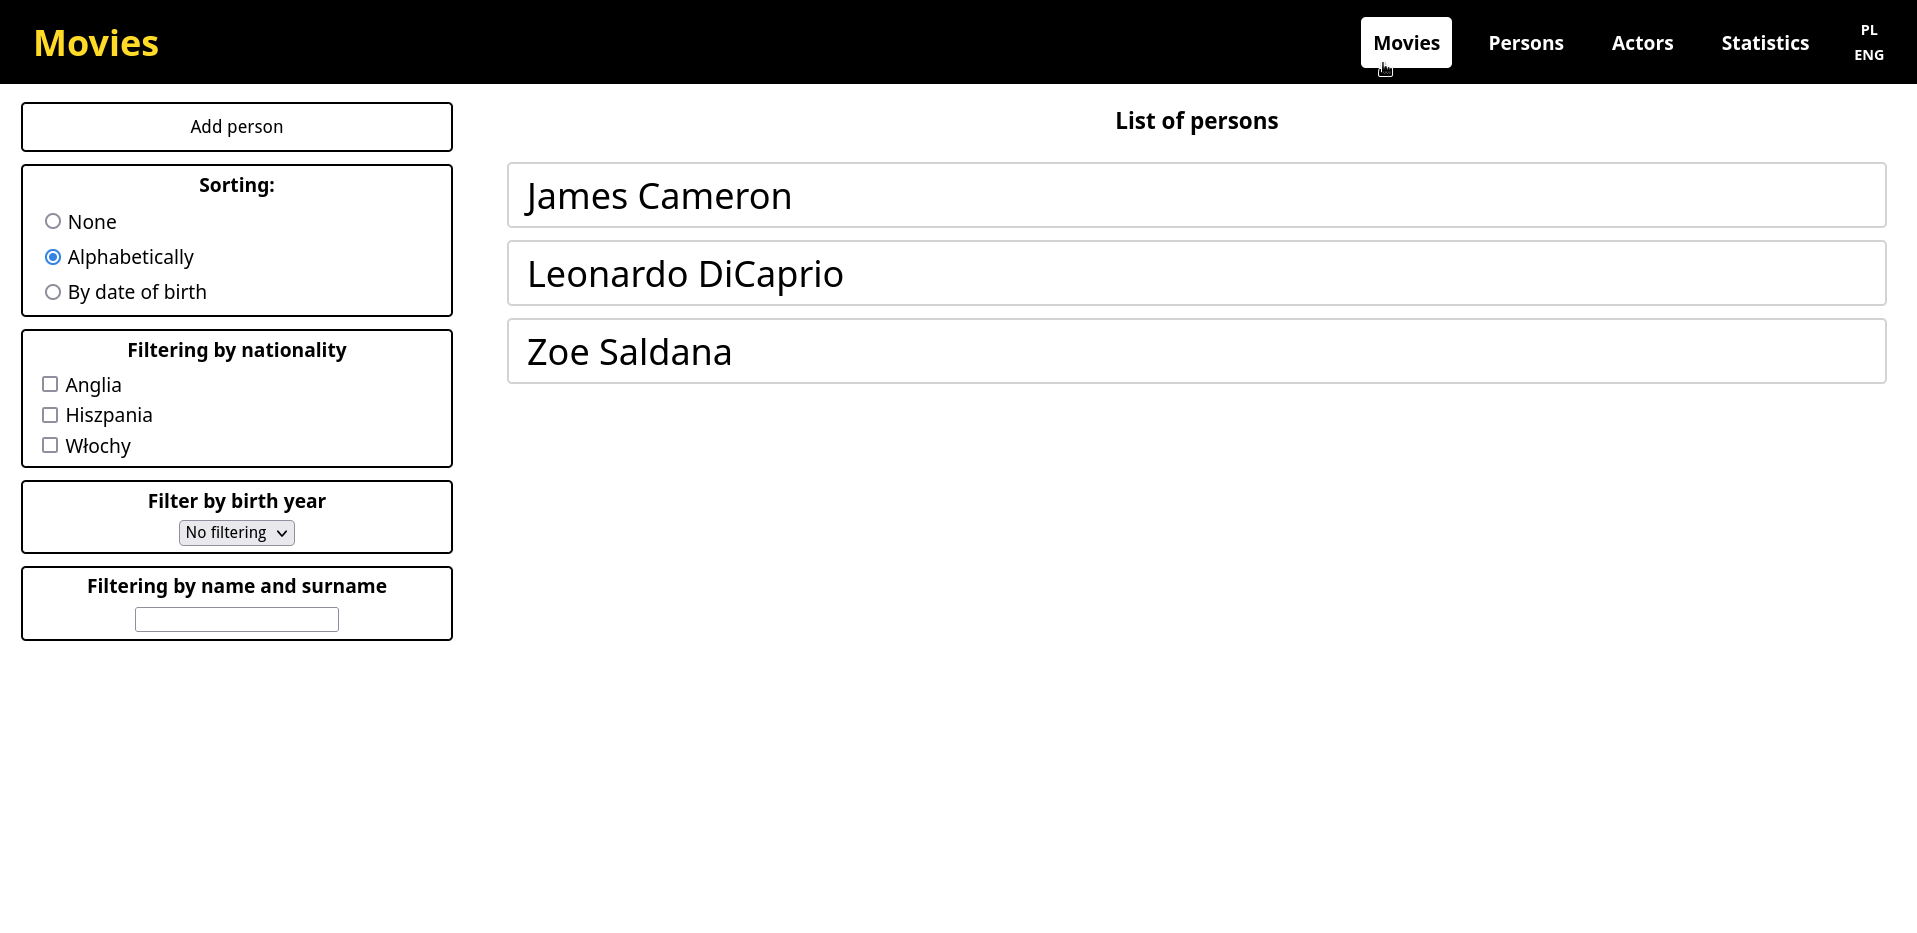 Movies
Movies Persons Actors Statistics
PL
ENG
Add person
Sorting:
None
Alphabetically
By date of birth
Filtering by nationality
Anglia
Hiszpania
Włochy
Filter by birth year
No filtering
Filtering by name and surname
List of persons
James Cameron
Leonardo DiCaprio
Zoe Saldana